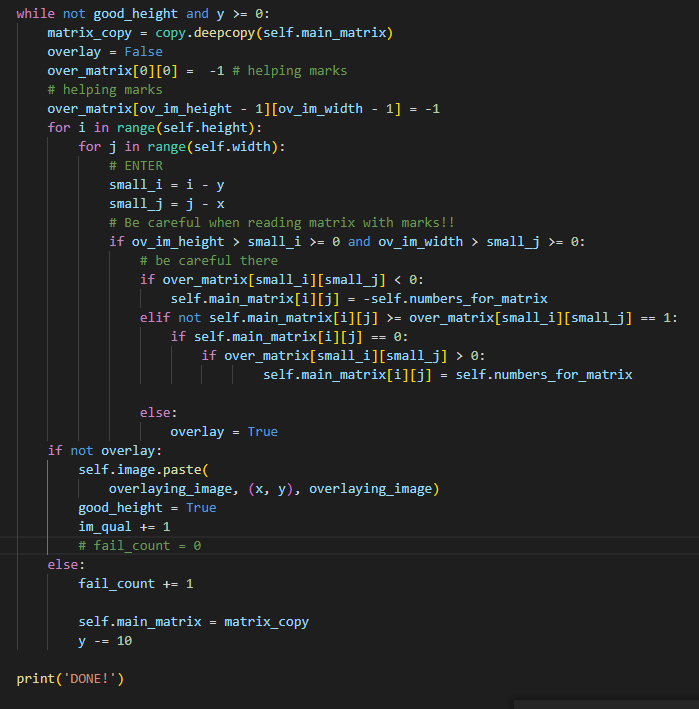 while not good_height and y >= 0:
    matrix_copy = copy.deepcopy(self.main_matrix)
    overlay = False
    over_matrix[0][0] =  -1 # helping marks
    # helping marks
    over_matrix[ov_im_height - 1][ov_im_width - 1] = -1
    for i in range(self.height):
        for j in range(self.width):
            # ENTER
            small_i = i - y
            small_j = j - x
            # Be careful when reading matrix with marks!!
            if ov_im_height > small_i >= 0 and ov_im_width > small_j >= 0:
                # be careful there
                if over_matrix[small_i][small_j] < 0:
                    self.main_matrix[i][j] = -self.numbers_for_matrix
                elif not self.main_matrix[i][j] >= over_matrix[small_i][small_j] == 1:
                    if self.main_matrix[i][j] == 0:
                        if over_matrix[small_i][small_j] > 0:
                                self.main_matrix[i][j] = self.numbers_for_matrix

                else:
                    overlay = True
    if not overlay:
        self.image.paste(
            overlaying_image, (x, y), overlaying_image)
        good_height = True
        im_qual += 1
        # fail_count = 0
    else:
        fail_count += 1

        self.main_matrix = matrix_copy
        y -= 10

print('DONE!')